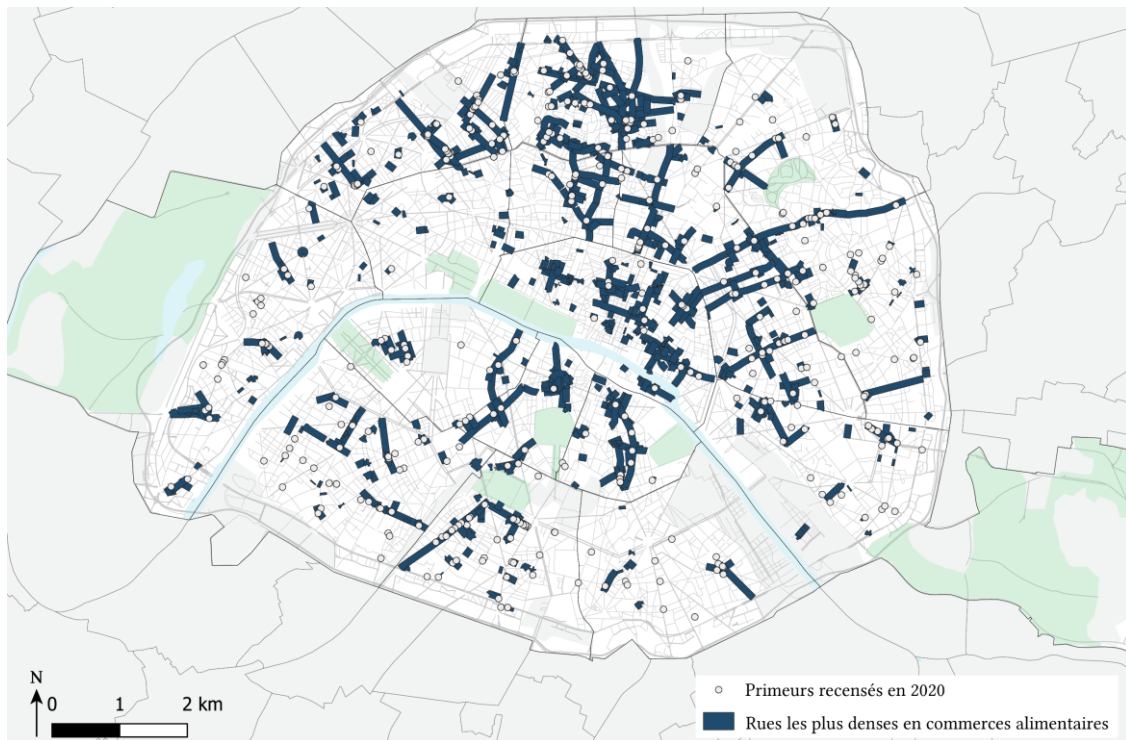 N
0 1 2 km
Primeurs recensés en 2020
Rues les plus denses en commerces alimentaires